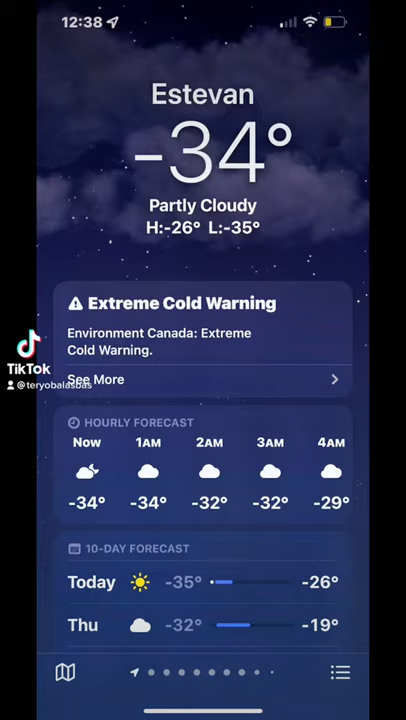 12:38
Estevan
-34°
Partly Cloudy
H:-26° L:-35°
Extreme Cold Warning
Environment Canada: Extreme
Cold Warning.
See More
TikTok
@teryobalasbas
HOURLY FORECAST
Now 1AM 2AM 3AM 4AM
-34° -34° -32° -32° -29°
10-DAY FORECAST
Today -35° -26°
Thu -32° -19°